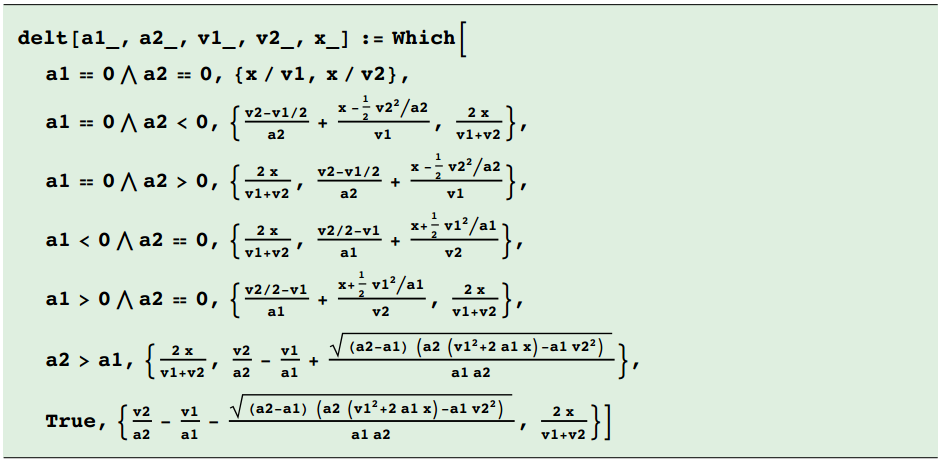 delt[a1_, a2_, v1_, v2_, x_] := Which[
a1 == 0 ⋀ a2 == 0, {x / v1, x / v2},
a1 == 0 ⋀ a2 < 0, {(v2-v1/2)/a2 + (x - 1/2 v2²/a2)/v1, 2 x/(v1+v2)},
a1 == 0 ⋀ a2 > 0, {2 x/(v1+v2), (v2-v1/2)/a2 + (x - 1/2 v2²/a2)/v1},
a1 < 0 ⋀ a2 == 0, {2 x/(v1+v2), (v2/2-v1)/a1 + (x+ 1/2 v1²/a1)/v2},
a1 > 0 ⋀ a2 == 0, {(v2/2-v1)/a1 + (x+ 1/2 v1²/a1)/v2, 2 x/(v1+v2)},
a2 > a1, {2 x/(v1+v2), v2/a2 - v1/a1 + √((a2-a1) (a2 (v1²+2 a1 x)-a1 v2²))/(a1 a2)},
True, {v2/a2 - v1/a1 - √((a2-a1) (a2 (v1²+2 a1 x)-a1 v2²))/(a1 a2), 2 x/(v1+v2)}]